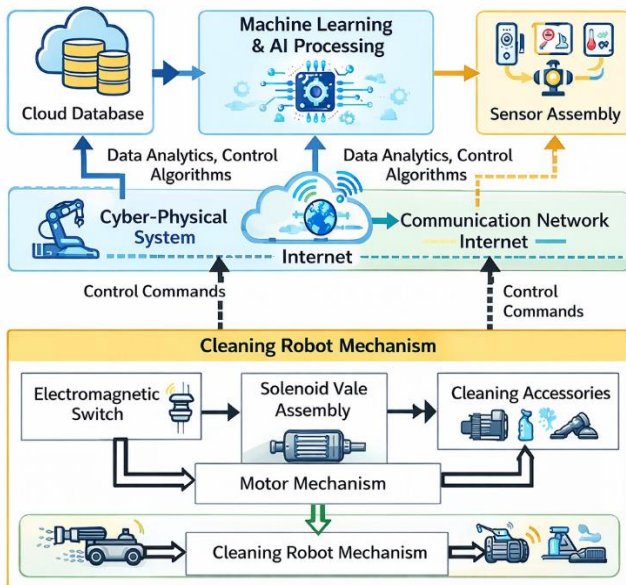 Machine Learning
& AI Processing
Cloud Database
Sensor Assembly
Data Analytics, Control
Algorithms
Data Analytics, Control
Algorithms
Cyber-Physical
System
Internet
Communication Network
Internet
Control Commands
Control
Commands
Cleaning Robot Mechanism
Electromagnetic
Switch
Solenoid Vale
Assembly
Cleaning Accessories
Motor Mechanism
Cleaning Robot Mechanism